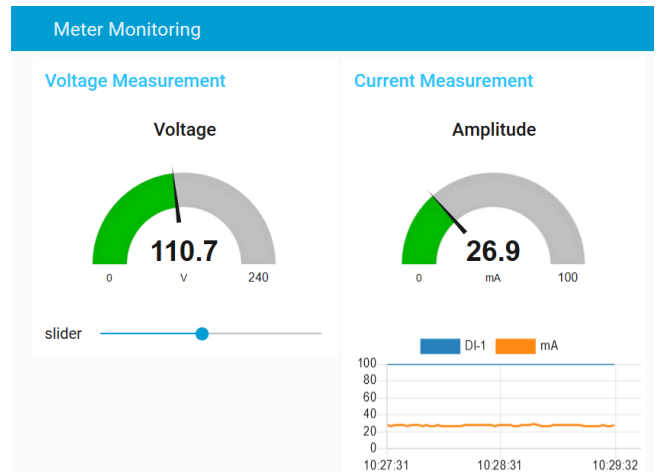 Meter Monitoring
Voltage Measurement
Voltage
110.7
0 V 240
slider
Current Measurement
Amplitude
26.9
0 mA 100
DI-1 mA
100
80
60
40
20
0
10:27:31 10:28:31 10:29:32